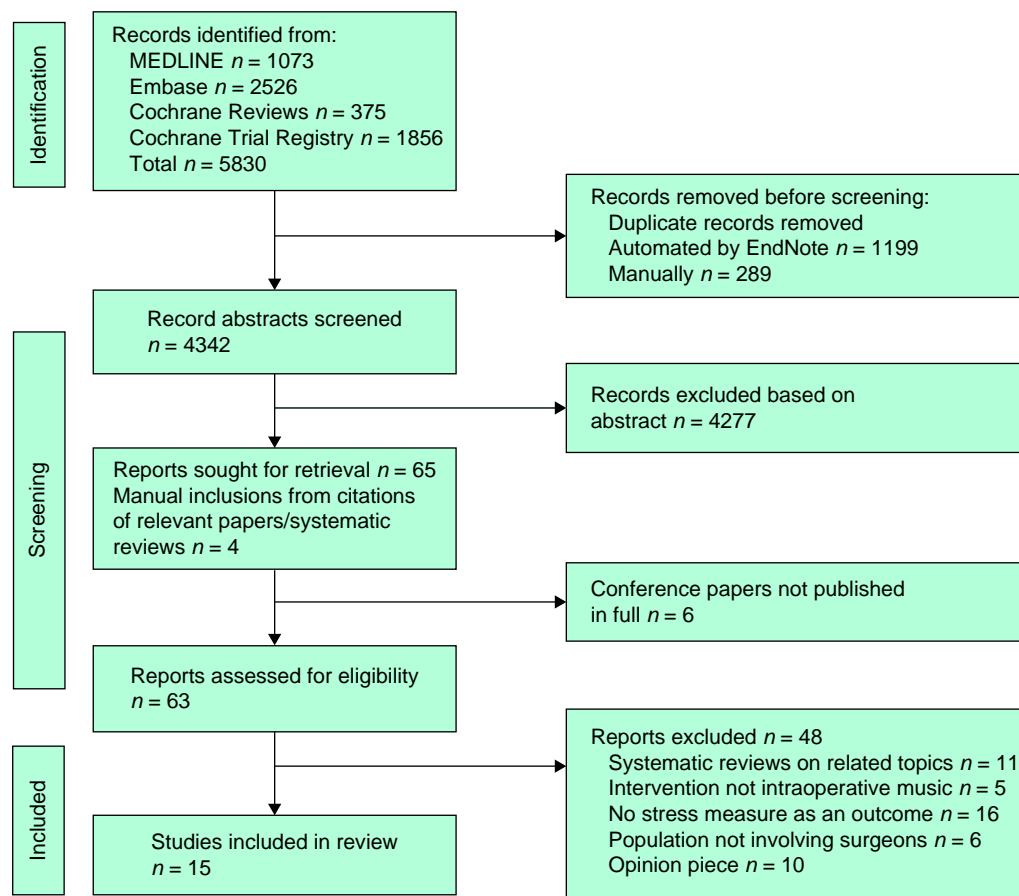 Identification
Records identified from:
MEDLINE n = 1073
Embase n = 2526
Cochrane Reviews n = 375
Cochrane Trial Registry n = 1856
Total n = 5830
Records removed before screening:
Duplicate records removed
Automated by EndNote n = 1199
Manually n = 289
Screening
Record abstracts screened
n = 4342
Records excluded based on
abstract n = 4277
Reports sought for retrieval n = 65
Manual inclusions from citations
of relevant papers/systematic
reviews n = 4
Conference papers not published
in full n = 6
Reports assessed for eligibility
n = 63
Included
Reports excluded n = 48
Systematic reviews on related topics n = 11
Intervention not intraoperative music n = 5
No stress measure as an outcome n = 16
Population not involving surgeons n = 6
Opinion piece n = 10
Studies included in review
n = 15